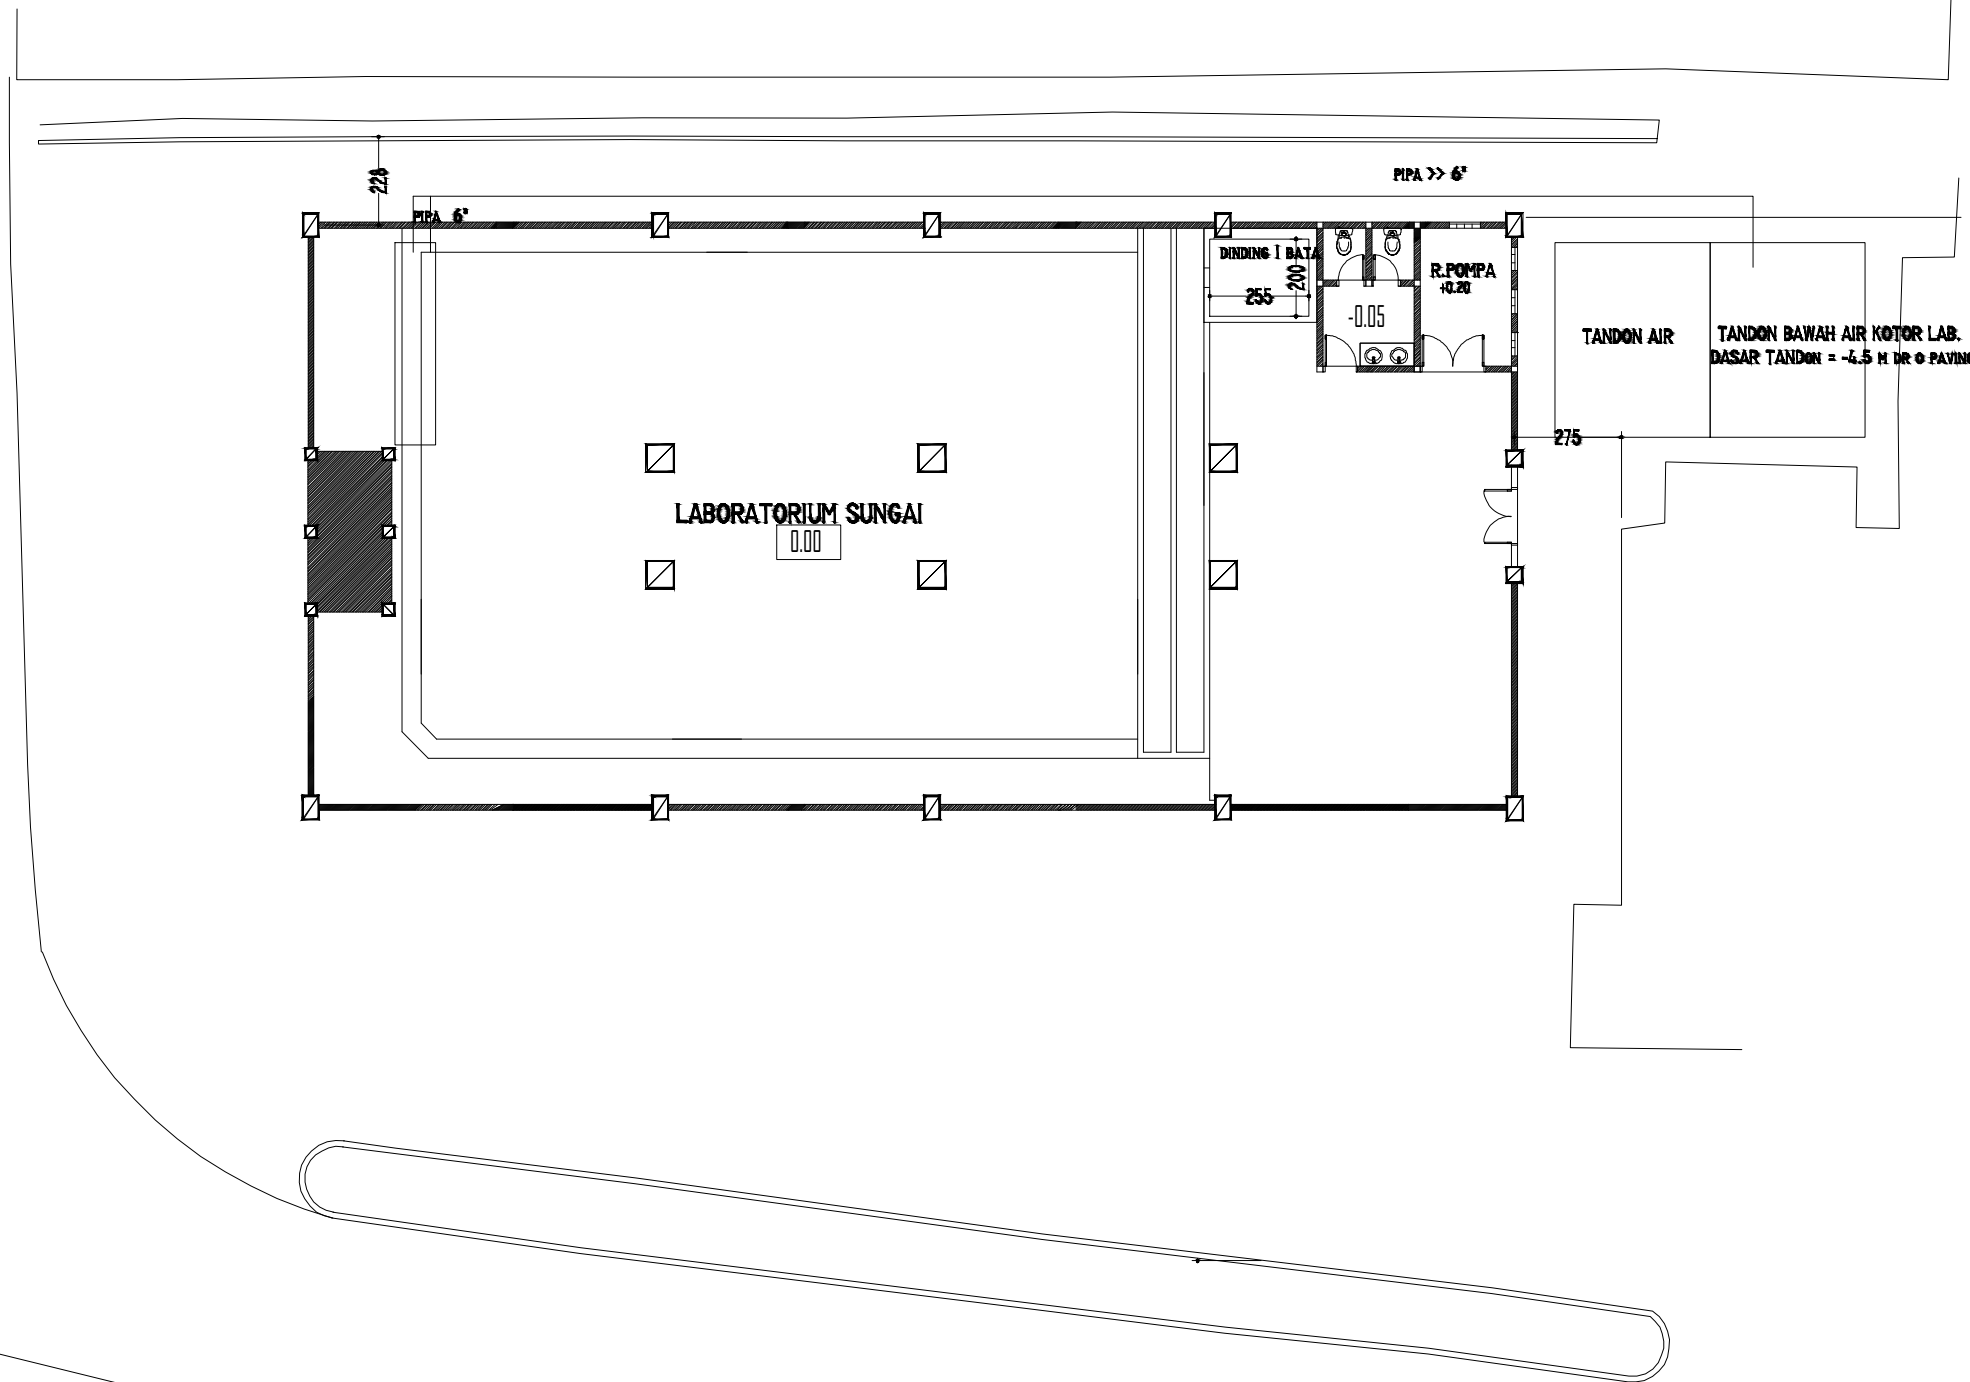 PIPA >> 6"
228
PIPA 6"
DINDING 1 BATA
200
255
R.POMPA
+0.20
-0.05
TANDON AIR
TANDON BAWAH AIR KOTOR LAB.
DASAR TANDON = -4.5 M DR 0 PAVING
275
LABORATORIUM SUNGAI
0.00